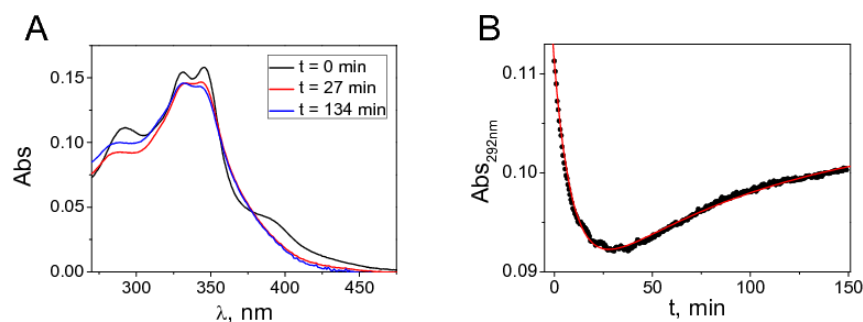 A
Abs
0.15
0.10
0.05
0.00
t = 0 min
t = 27 min
t = 134 min
300
350
400
450
λ, nm
B
Abs292nm
0.11
0.10
0.09
0
50
100
150
t, min